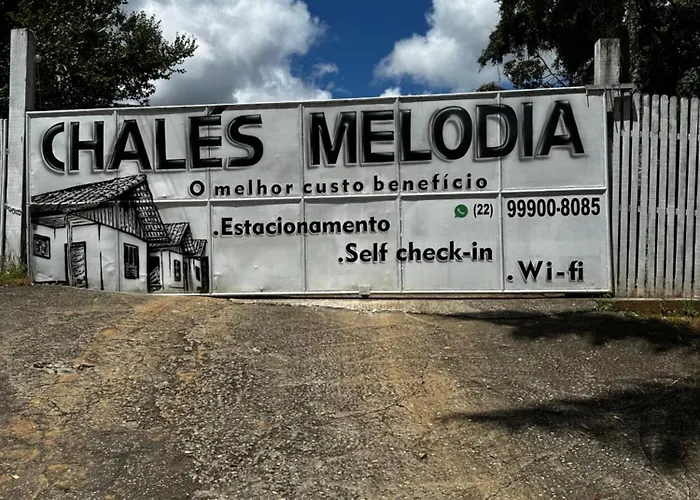 CHALÉS MELODIA
O melhor custo benefício
.Estacionamento
(22) 99900-8085
.Self check-in
.Wi-fi